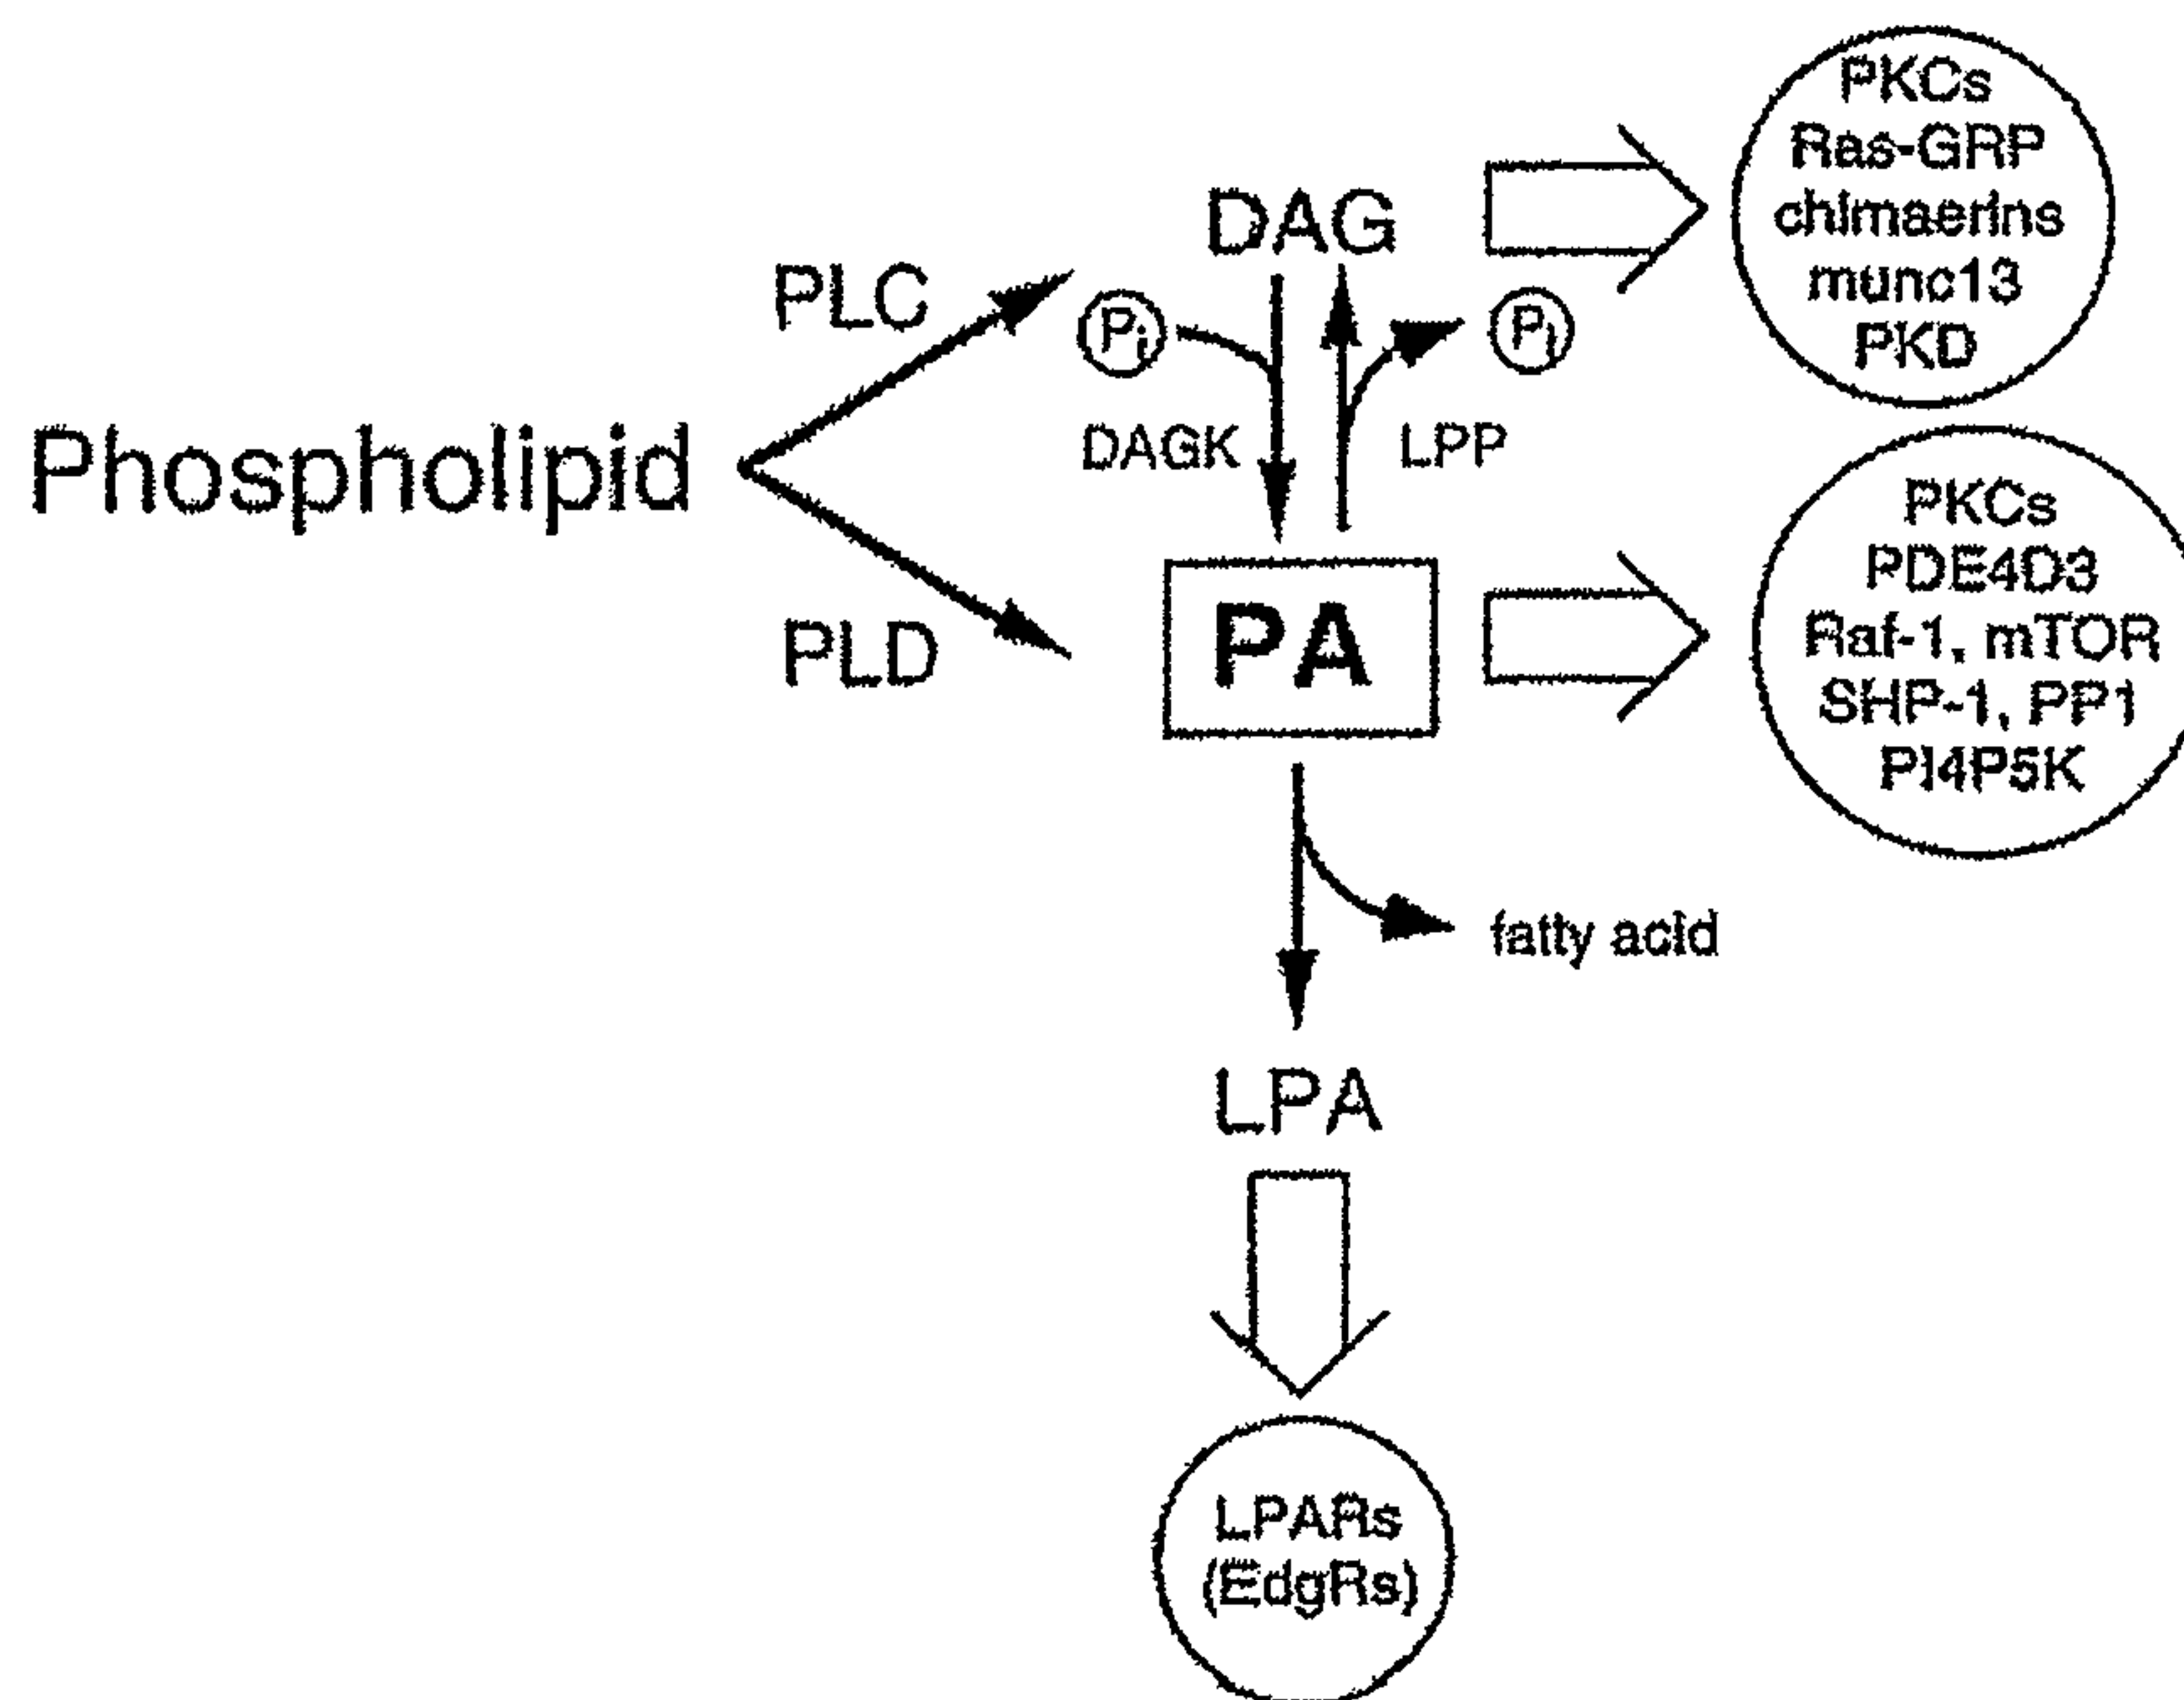 PKCs
Ras-GRP
chimaerins
munc13
PKD
DAG
PLC
Pi
Pi
DAGK
LPP
Phospholipid
PLD
PA
PKCs
PDE4D3
Raf-1, mTOR
SHP-1, PP1
PI4P5K
fatty acid
LPA
LPARs
(EdgRs)